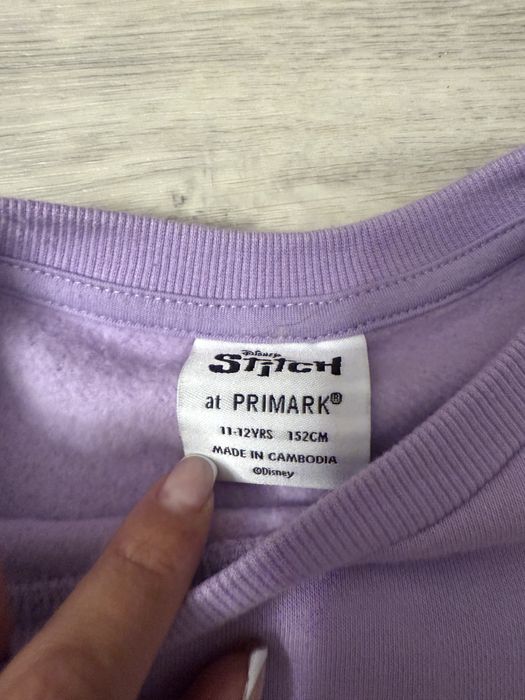 Disney
STITCH
at PRIMARK®
11-12YRS 152CM
MADE IN CAMBODIA
©Disney